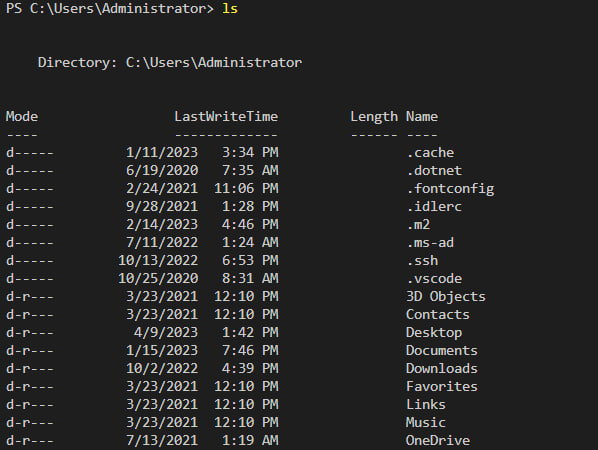 PS C:\Users\Administrator> ls
Directory: C:\Users\Administrator
Mode LastWriteTime Length Name
---- ------------- ------ ----
d----- 1/11/2023 3:34 PM .cache
d----- 6/19/2020 7:35 AM .dotnet
d----- 2/24/2021 11:06 PM .fontconfig
d----- 9/28/2021 1:28 PM .idlerc
d----- 2/14/2023 4:46 PM .m2
d----- 7/11/2022 1:24 AM .ms-ad
d----- 10/13/2022 6:53 PM .ssh
d----- 10/25/2020 8:31 AM .vscode
d-r--- 3/23/2021 12:10 PM 3D Objects
d-r--- 3/23/2021 12:10 PM Contacts
d-r--- 4/9/2023 1:42 PM Desktop
d-r--- 1/15/2023 7:46 PM Documents
d-r--- 10/2/2022 4:39 PM Downloads
d-r--- 3/23/2021 12:10 PM Favorites
d-r--- 3/23/2021 12:10 PM Links
d-r--- 3/23/2021 12:10 PM Music
d-r--- 7/13/2021 1:19 AM OneDrive